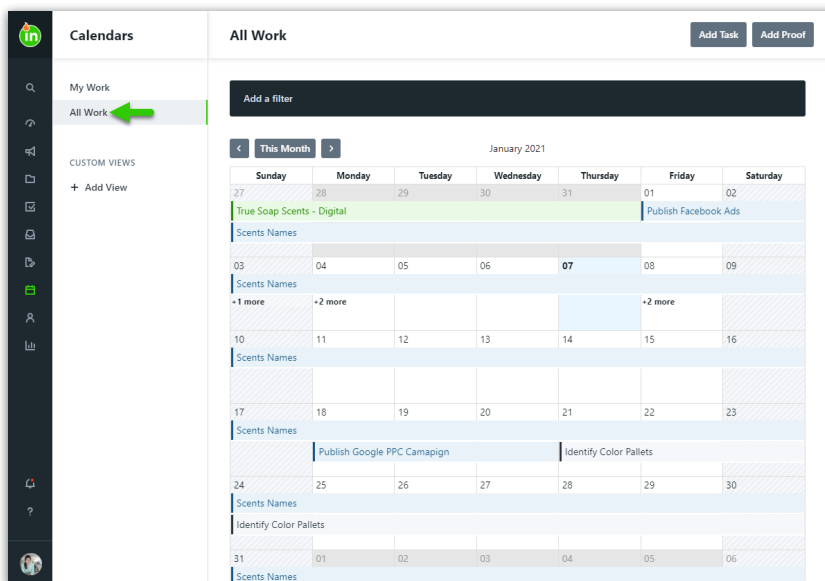 in
Calendars
All Work
Add Task
Add Proof
My Work
All Work
CUSTOM VIEWS
+ Add View
Add a filter
< This Month >
January 2021
Sunday Monday Tuesday Wednesday Thursday Friday Saturday
27 28 29 30 31 01 02
True Soap Scents - Digital Publish Facebook Ads
Scents Names
03 04 05 06 07 08 09
Scents Names
+1 more +2 more +2 more
10 11 12 13 14 15 16
Scents Names
17 18 19 20 21 22 23
Scents Names
Publish Google PPC Camapign Identify Color Pallets
24 25 26 27 28 29 30
Scents Names
Identify Color Pallets
31 01 02 03 04 05 06
Scents Names
?